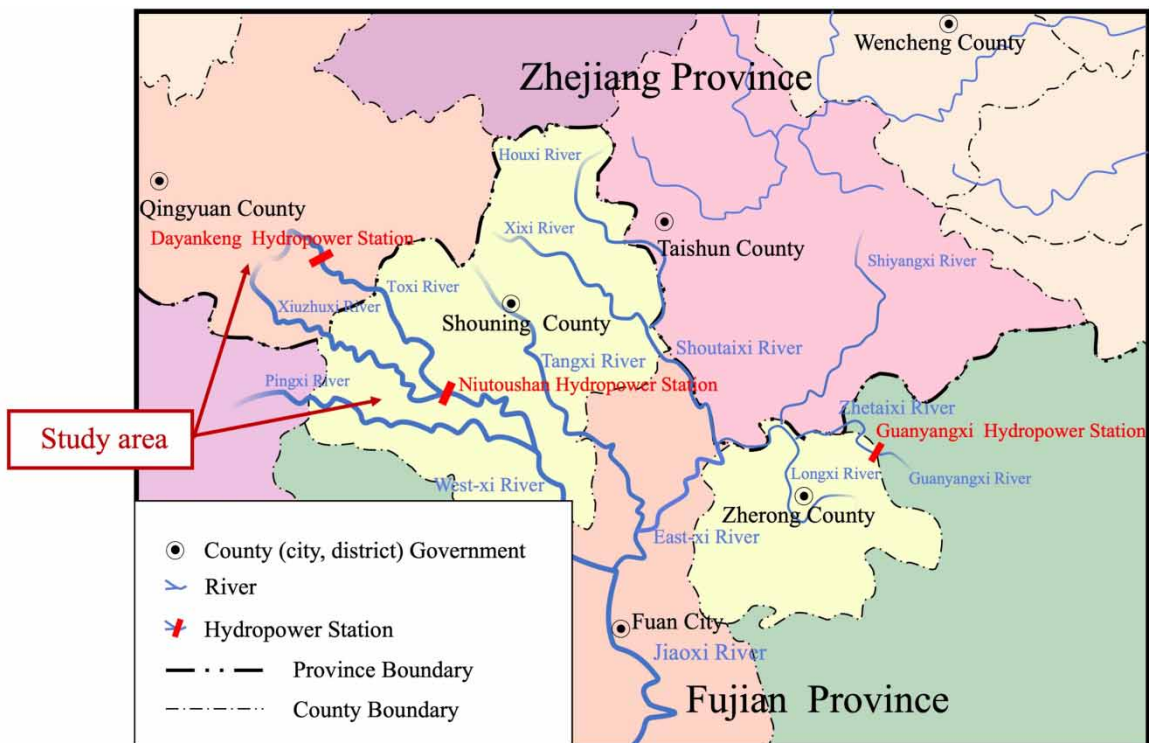 Wencheng County
Zhejiang Province
Houxi River
Qingyuan County
Xixi River
Taishun County
Dayankeng Hydropower Station
Shiyangxi River
Toxi River
Xiuzhuxi River
Shouning County
Shoutaixi River
Tangxi River
Pingxi River
Niutoushan Hydropower Station
Zhetaixi River
Study area
Guanyangxi Hydropower Station
Longxi River
Guanyangxi River
West-xi River
Zherong County
East-xi River
County (city, district) Government
River
Hydropower Station
Province Boundary
County Boundary
Fuan City
Jiaoxi River
Fujian Province